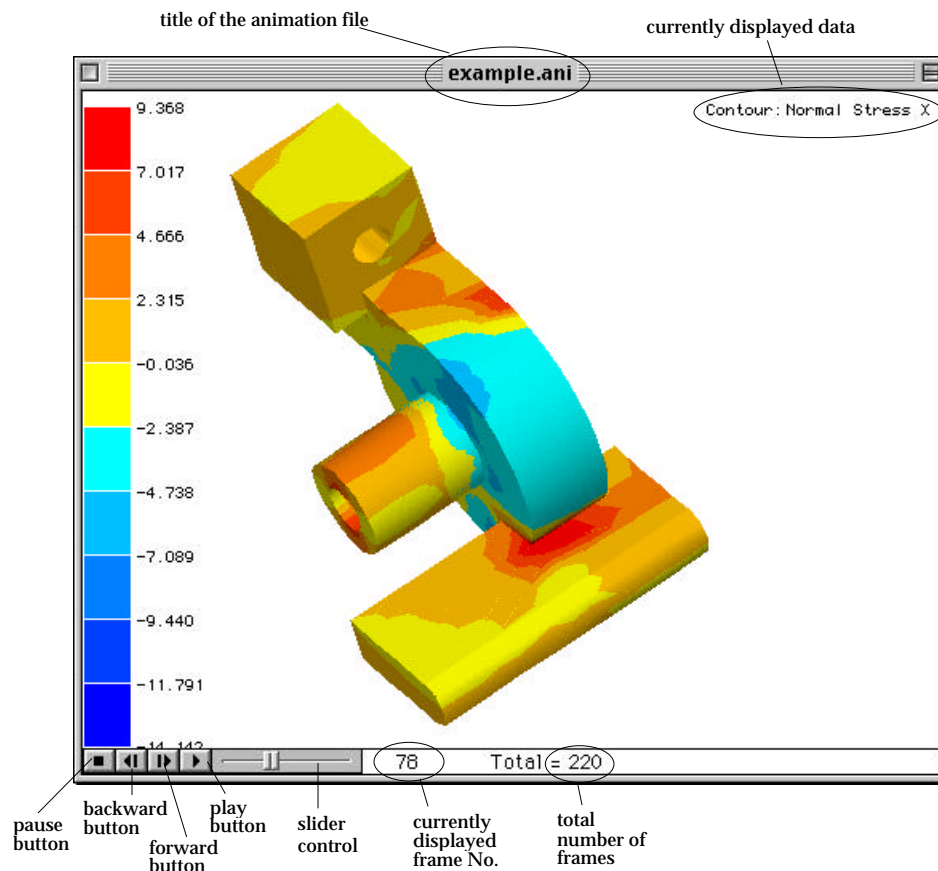 title of the animation file
currently displayed data
example.ani
Contour: Normal Stress X
9.368
7.017
4.666
2.315
-0.036
-2.387
-4.738
-7.089
-9.440
-11.791
-14.142
78
Total = 220
pause
button
backward
button
forward
button
play
button
slider
control
currently
displayed
frame No.
total
number of
frames